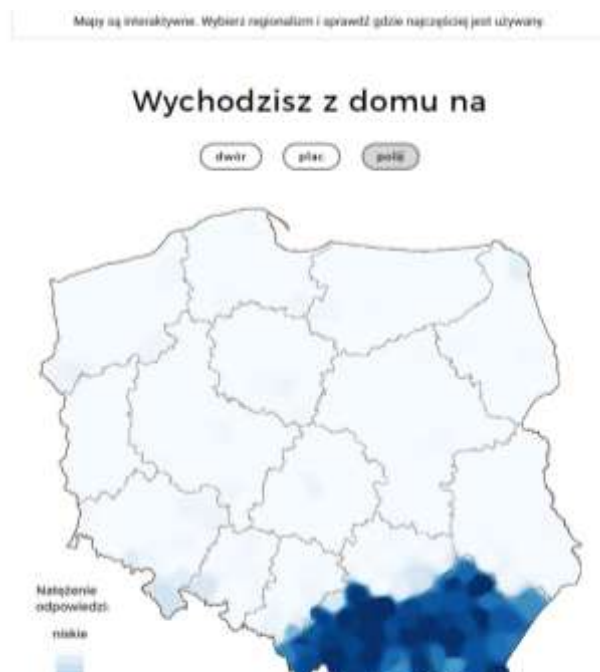 Mapy są interaktywne. Wybierz regionalizm i sprawdź gdzie najczęściej jest używany.
Wychodzisz z domu na
dwór
plac
pole
Natężenie
odpowiedzi:
niskie